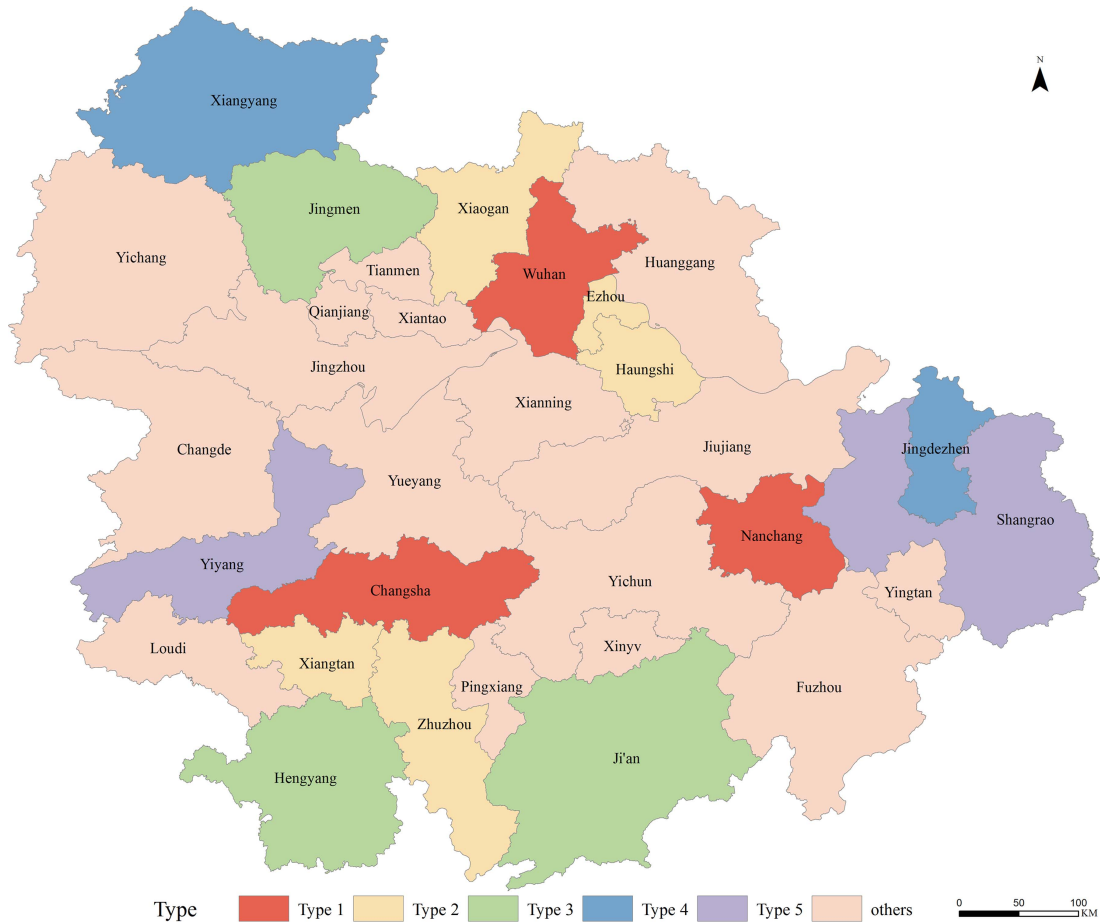 N
Xiangyang
Jingmen
Xiaogan
Yichang
Tianmen
Wuhan
Huanggang
Ezhou
Qianjiang
Xiantao
Jingzhou
Haungshi
Xianning
Changde
Jiujiang
Jingdezhen
Yueyang
Shangrao
Nanchang
Yiyang
Changsha
Yichun
Yingtan
Loudi
Xiangtan
Xinyv
Pingxiang
Fuzhou
Zhuzhou
Ji'an
Hengyang
0 50 100
KM
Type Type 1 Type 2 Type 3 Type 4 Type 5 others